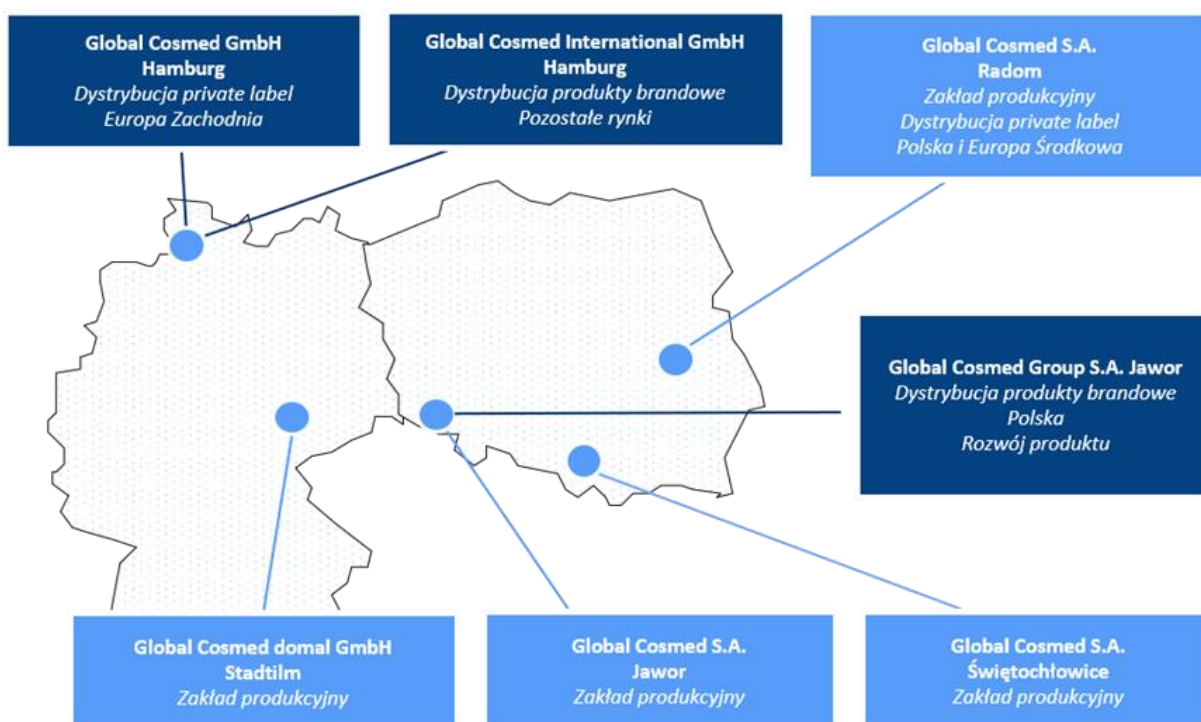 Global Cosmed GmbH
Hamburg
Dystrybucja private label
Europa Zachodnia
Global Cosmed International GmbH
Hamburg
Dystrybucja produkty brandowe
Pozostałe rynki
Global Cosmed S.A.
Radom
Zakład produkcyjny
Dystrybucja private label
Polska i Europa Środkowa
Global Cosmed Group S.A. Jawor
Dystrybucja produkty brandowe
Polska
Rozwój produktu
Global Cosmed domal GmbH
Stadtilm
Zakład produkcyjny
Global Cosmed S.A.
Jawor
Zakład produkcyjny
Global Cosmed S.A.
Świętochłowice
Zakład produkcyjny